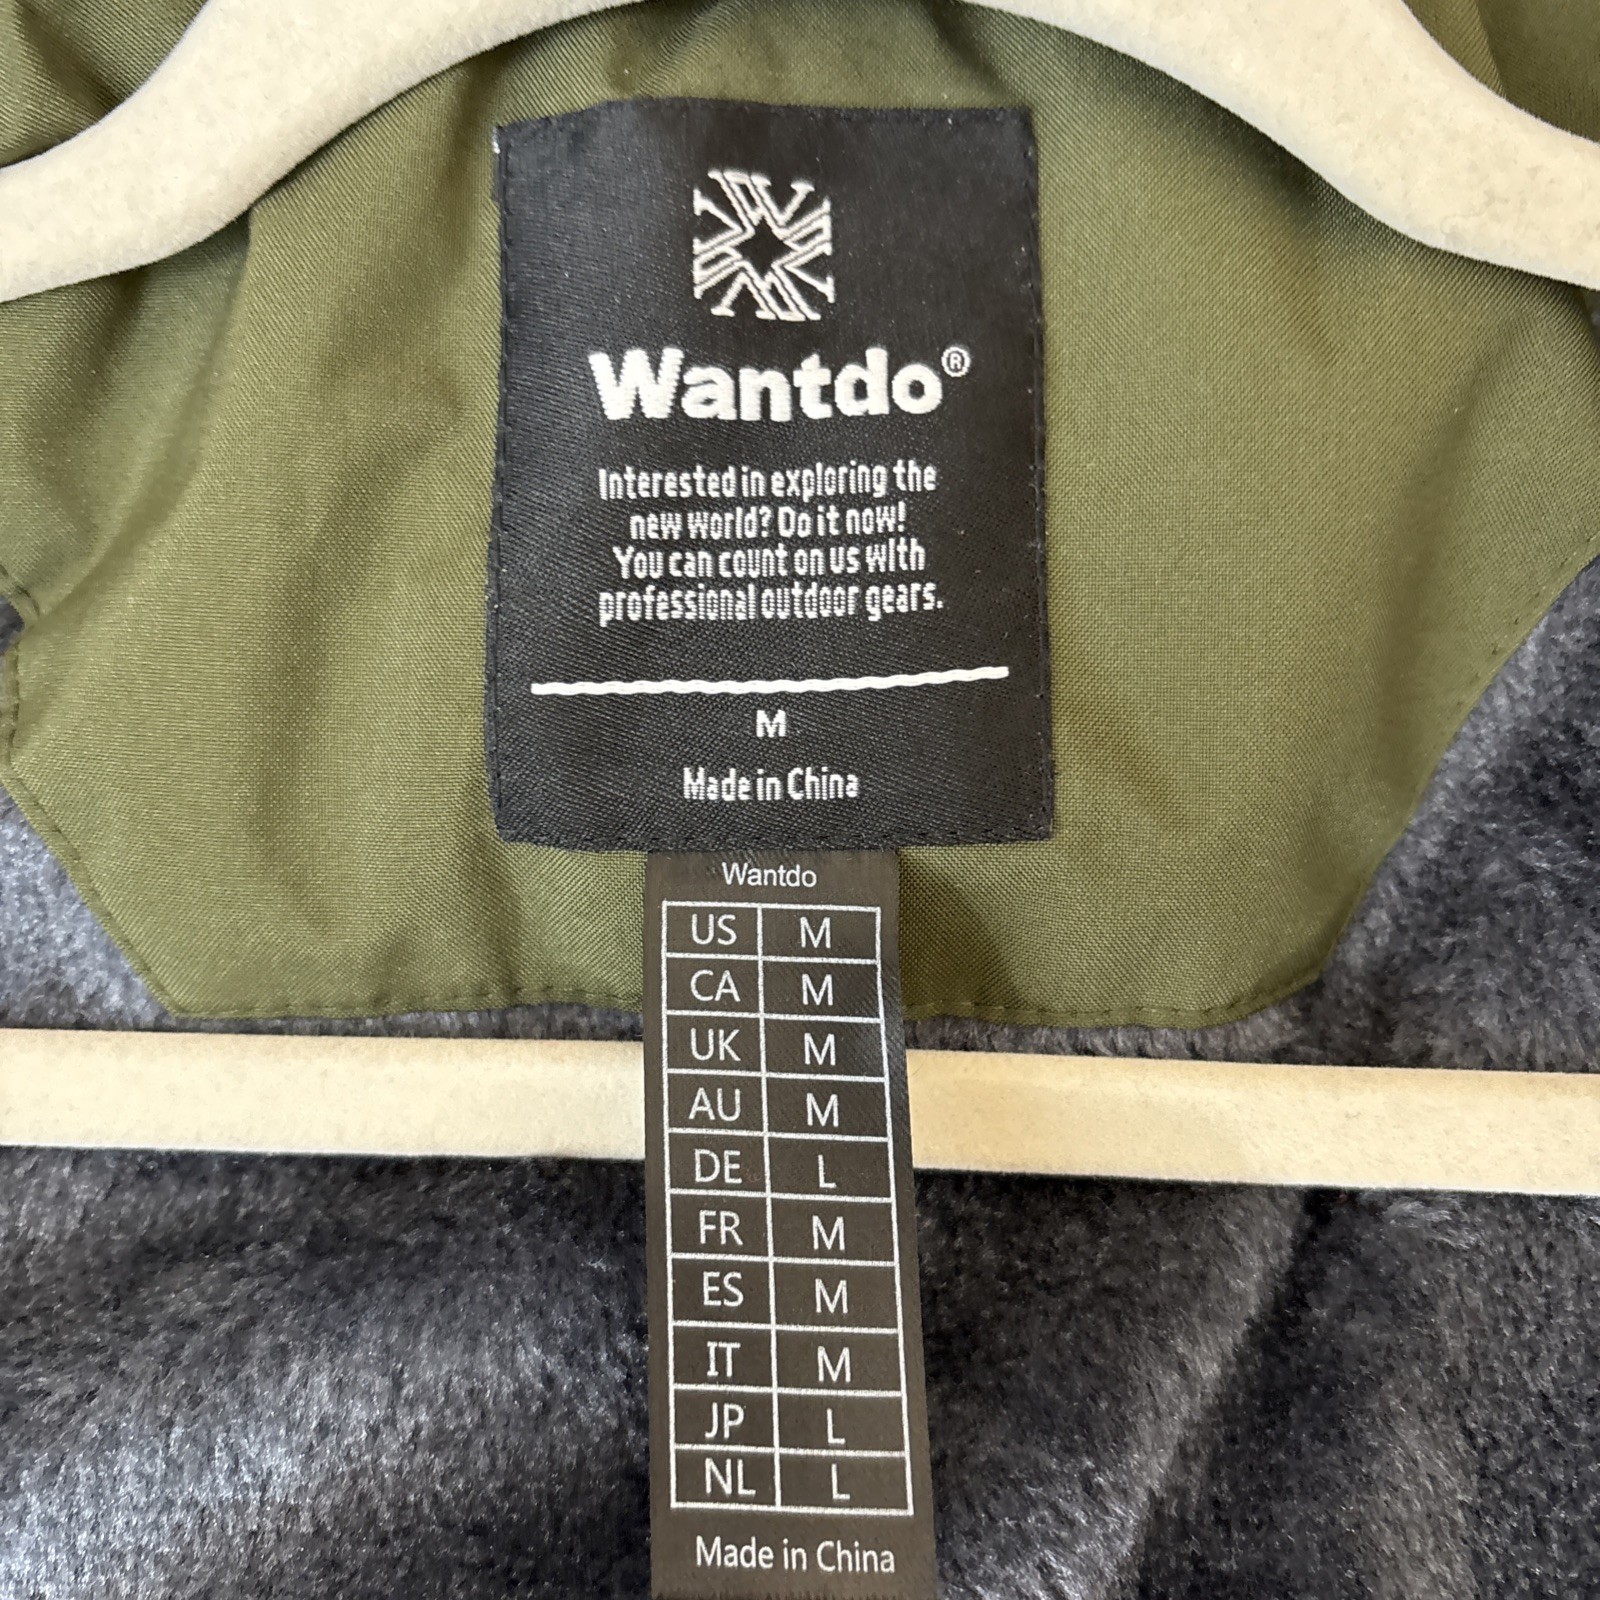 Wantdo®
Interested in exploring the
new world? Do it now!
You can count on us with
professional outdoor gears.
M
Made in China
Wantdo
US M
CA M
UK M
AU M
DE L
FR M
ES M
IT M
JP L
NL L
Made in China